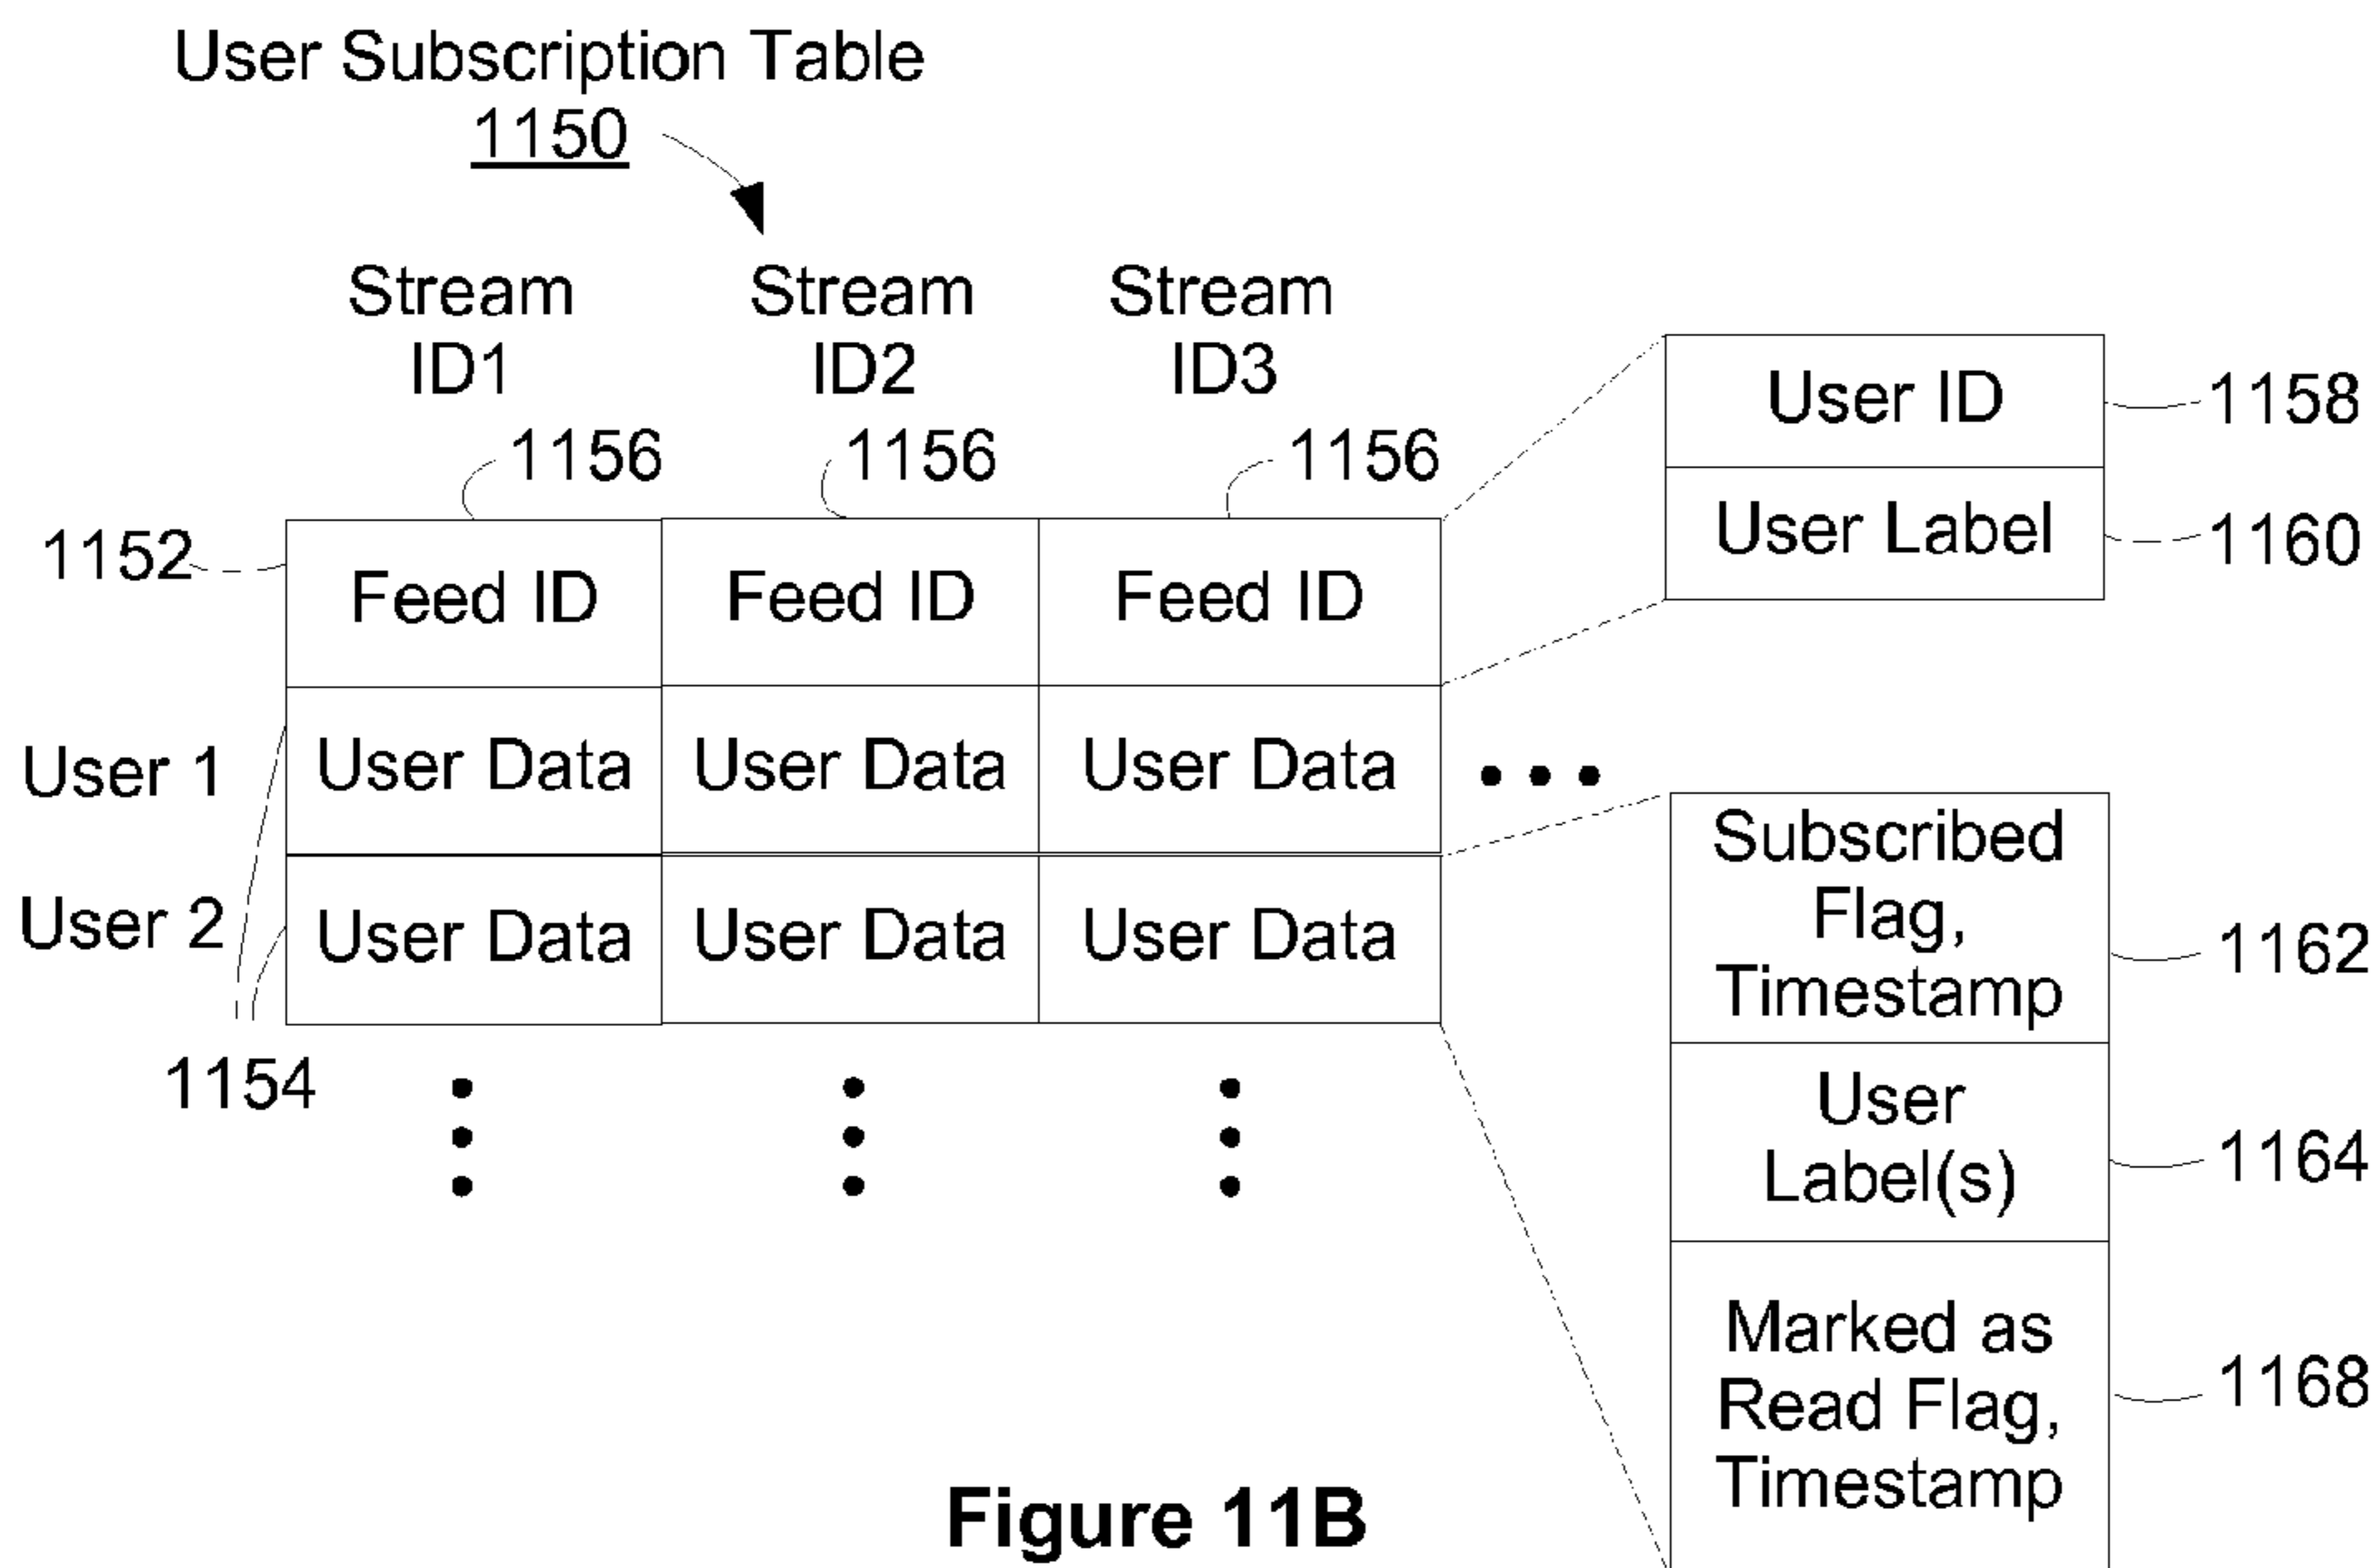 User Subscription Table
1150
Stream
ID1
Stream
ID2
Stream
ID3
1156
1156
1156
1152
Feed ID
Feed ID
Feed ID
User 1
User Data
User Data
User Data
User 2
User Data
User Data
User Data
1154
User ID
1158
User Label
1160
Subscribed
Flag,
Timestamp
1162
User
Label(s)
1164
Marked as
Read Flag,
Timestamp
1168
Figure 11B